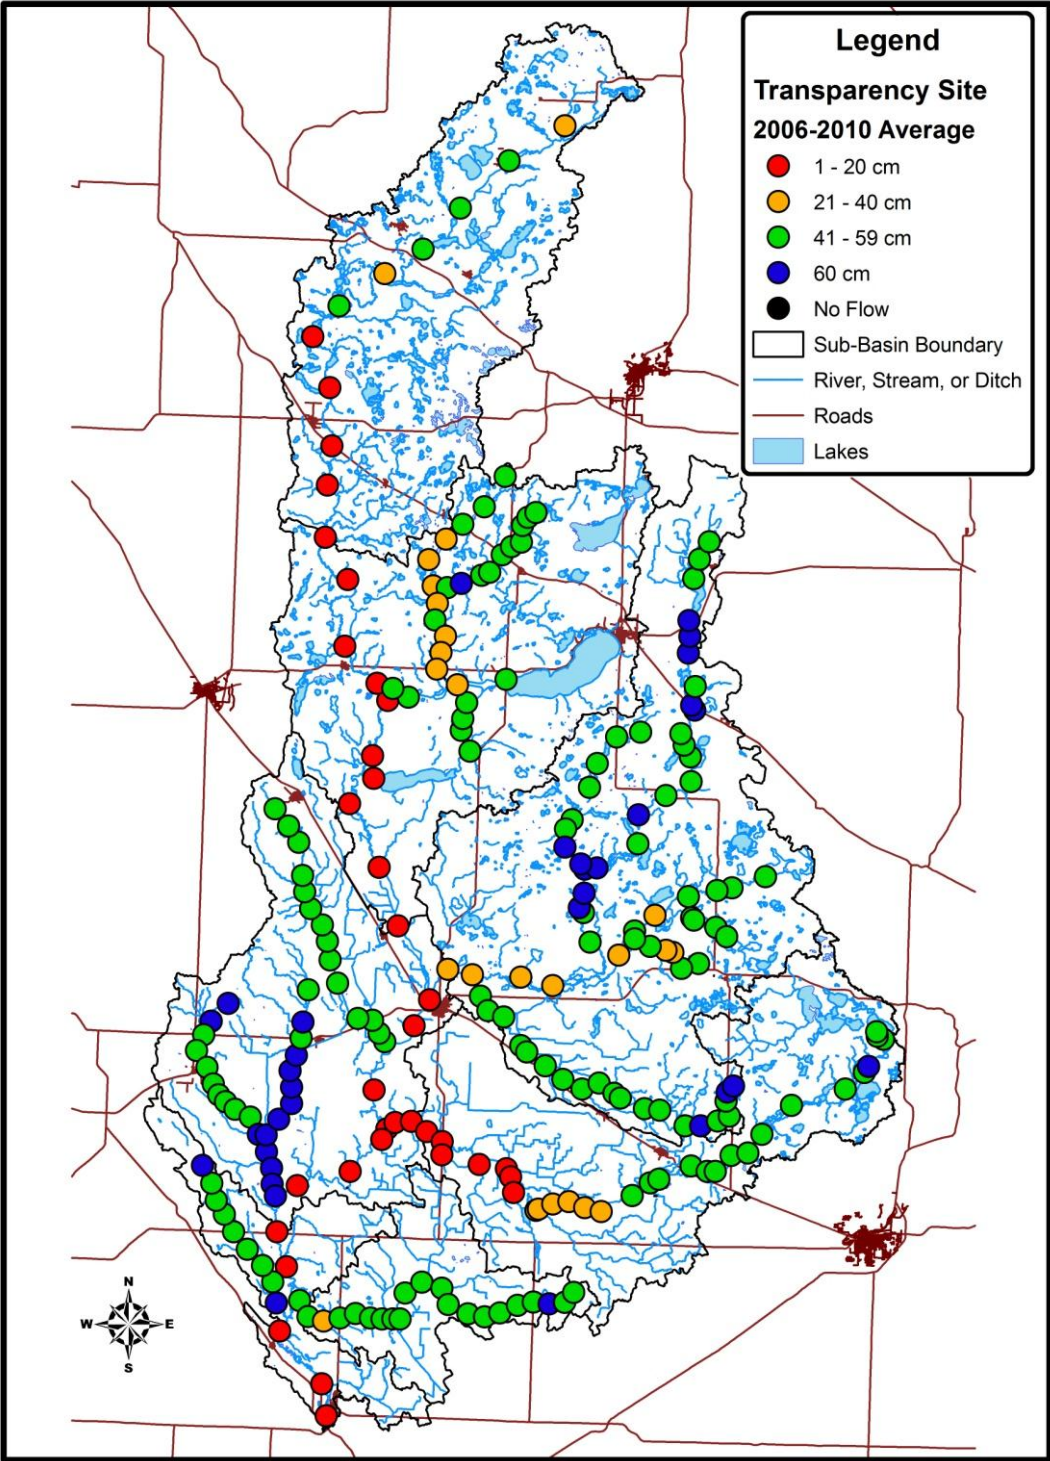 Legend
Transparency Site
2006-2010 Average
1 - 20 cm
21 - 40 cm
41 - 59 cm
60 cm
No Flow
Sub-Basin Boundary
River, Stream, or Ditch
Roads
Lakes
N
W E
S